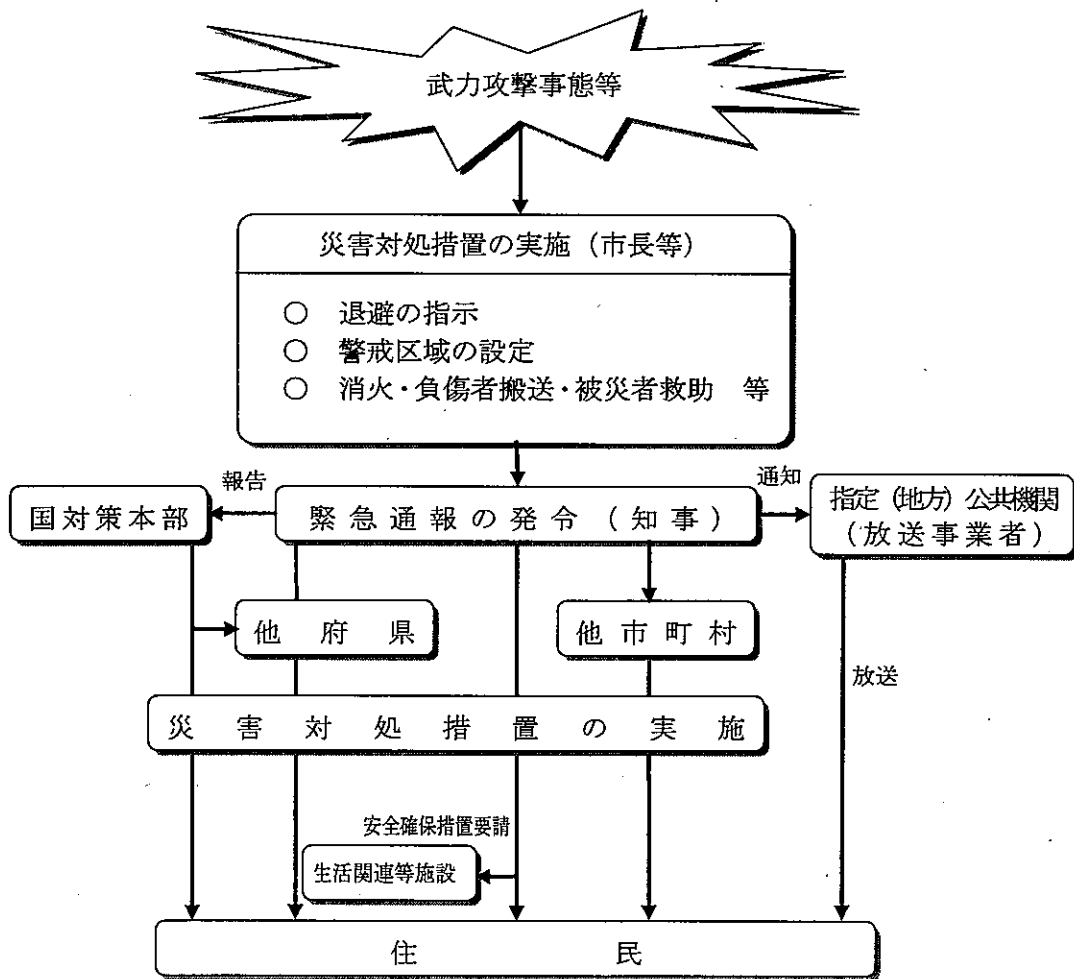 武力攻撃事態等
災害対処措置の実施（市長等）
○ 退避の指示
○ 警戒区域の設定
○ 消火・負傷者搬送・被災者救助 等
報告
通知
国対策本部
緊急通報の発令（知事）
指定（地方）公共機関
（放送事業者）
他府県
他市町村
放送
災害対処措置の実施
安全確保措置要請
生活関連等施設
住民